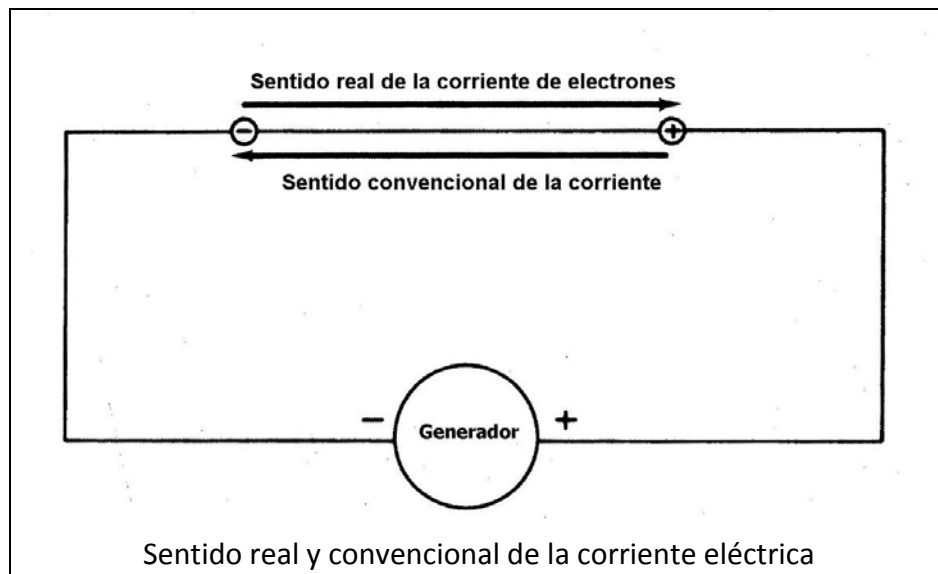 Sentido real de la corriente de electrones
− +
Sentido convencional de la corriente
− Generador +
Sentido real y convencional de la corriente eléctrica